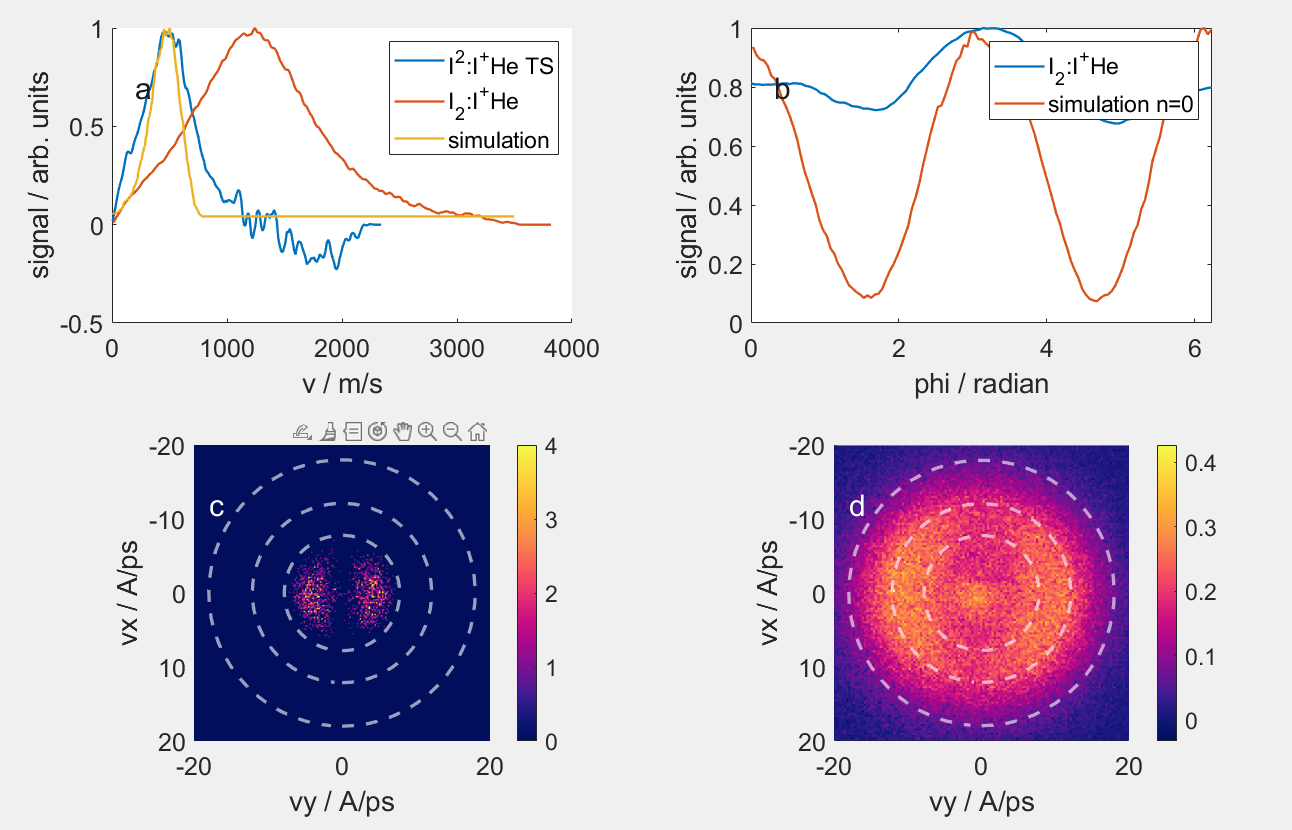 1
0.5
0
-0.5
signal / arb. units
a
I²:I⁺He TS
I₂:I⁺He
simulation
0 1000 2000 3000 4000
v / m/s
1
0.8
0.6
0.4
0.2
0
signal / arb. units
b
I₂:I⁺He
simulation n=0
0 2 4 6
phi / radian
-20
-10
0
10
20
vx / A/ps
c
-20 0 20
vy / A/ps
4
3
2
1
0
-20
-10
0
10
20
vx / A/ps
d
-20 0 20
vy / A/ps
0.4
0.3
0.2
0.1
0